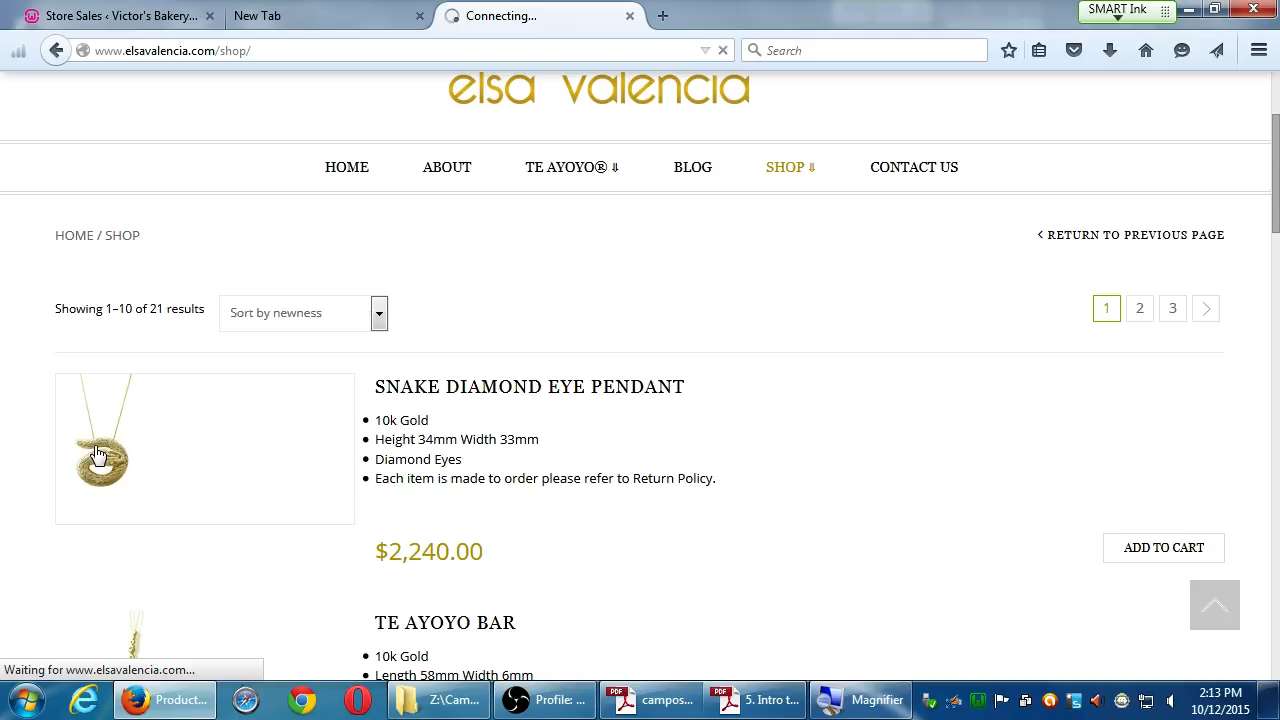 Store Sales ‹ Victor's Bakery...
New Tab
Connecting...
SMART Ink
www.elsavalencia.com/shop/
Search
elsa valencia
HOME ABOUT TE AYOYO® ⇓ BLOG SHOP ⇓ CONTACT US
HOME / SHOP
‹ RETURN TO PREVIOUS PAGE
Showing 1–10 of 21 results
Sort by newness
1 2 3
SNAKE DIAMOND EYE PENDANT
10k Gold
Height 34mm Width 33mm
Diamond Eyes
Each item is made to order please refer to Return Policy.
$2,240.00
ADD TO CART
TE AYOYO BAR
10k Gold
Length 58mm Width 6mm
Waiting for www.elsavalencia.com...
Product...
Z:\Cam...
Profile: ...
PDF
campos...
PDF
5. Intro t...
Magnifier
2:13 PM
10/12/2015